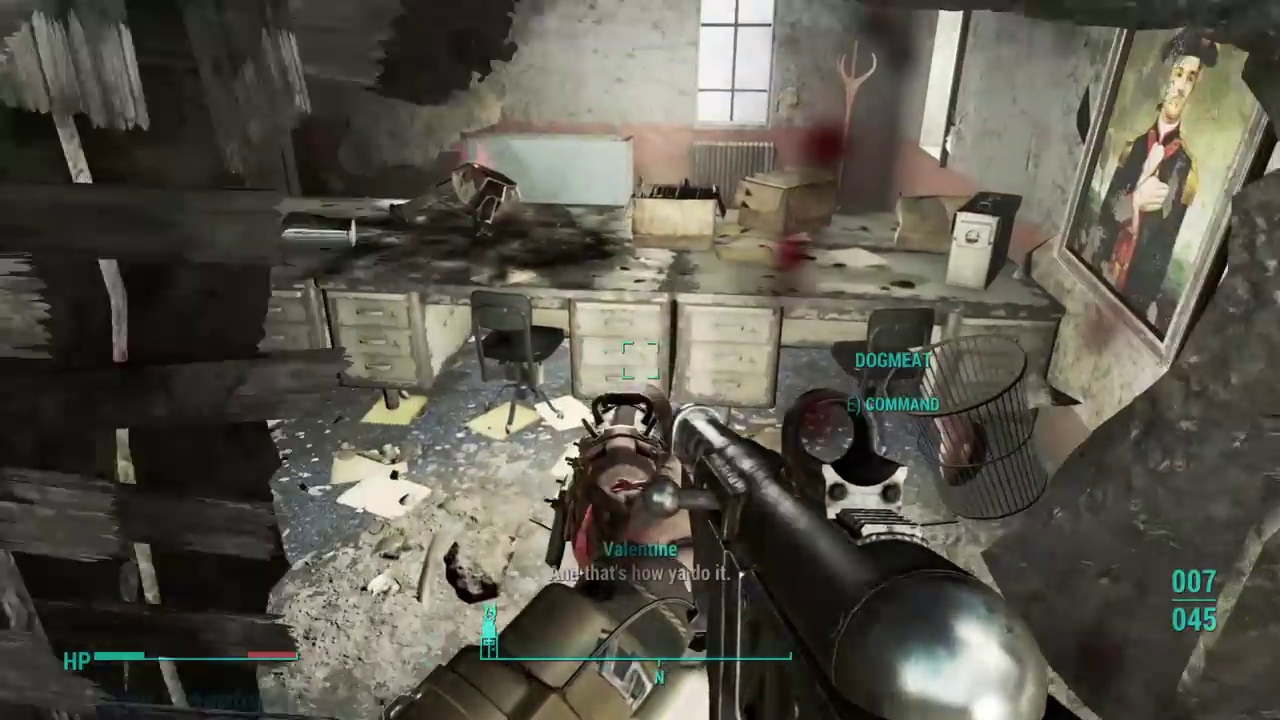 DOGMEAT
E) COMMAND
Valentine
And that's how ya do it.
007
045
HP
N